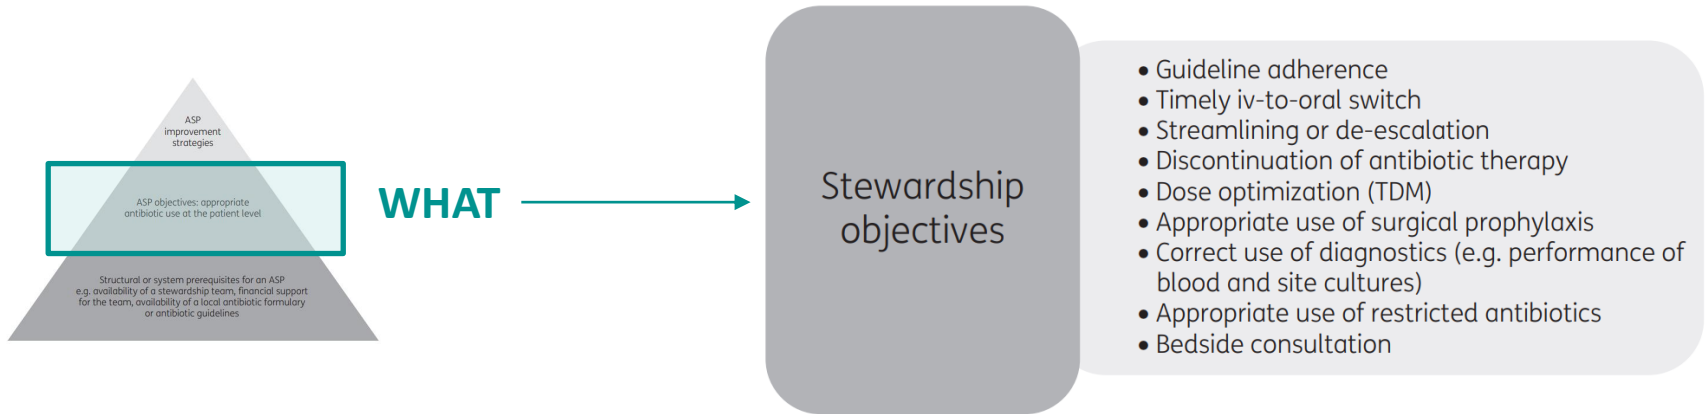 ASP
improvement
strategies
ASP objectives: appropriate
antibiotic use at the patient level
Structural or system prerequisites for an ASP
e.g. availability of a stewardship team, financial support
for the team, availability of a local antibiotic formulary
or antibiotic guidelines
WHAT
Stewardship
objectives
• Guideline adherence
• Timely iv-to-oral switch
• Streamlining or de-escalation
• Discontinuation of antibiotic therapy
• Dose optimization (TDM)
• Appropriate use of surgical prophylaxis
• Correct use of diagnostics (e.g. performance of
blood and site cultures)
• Appropriate use of restricted antibiotics
• Bedside consultation